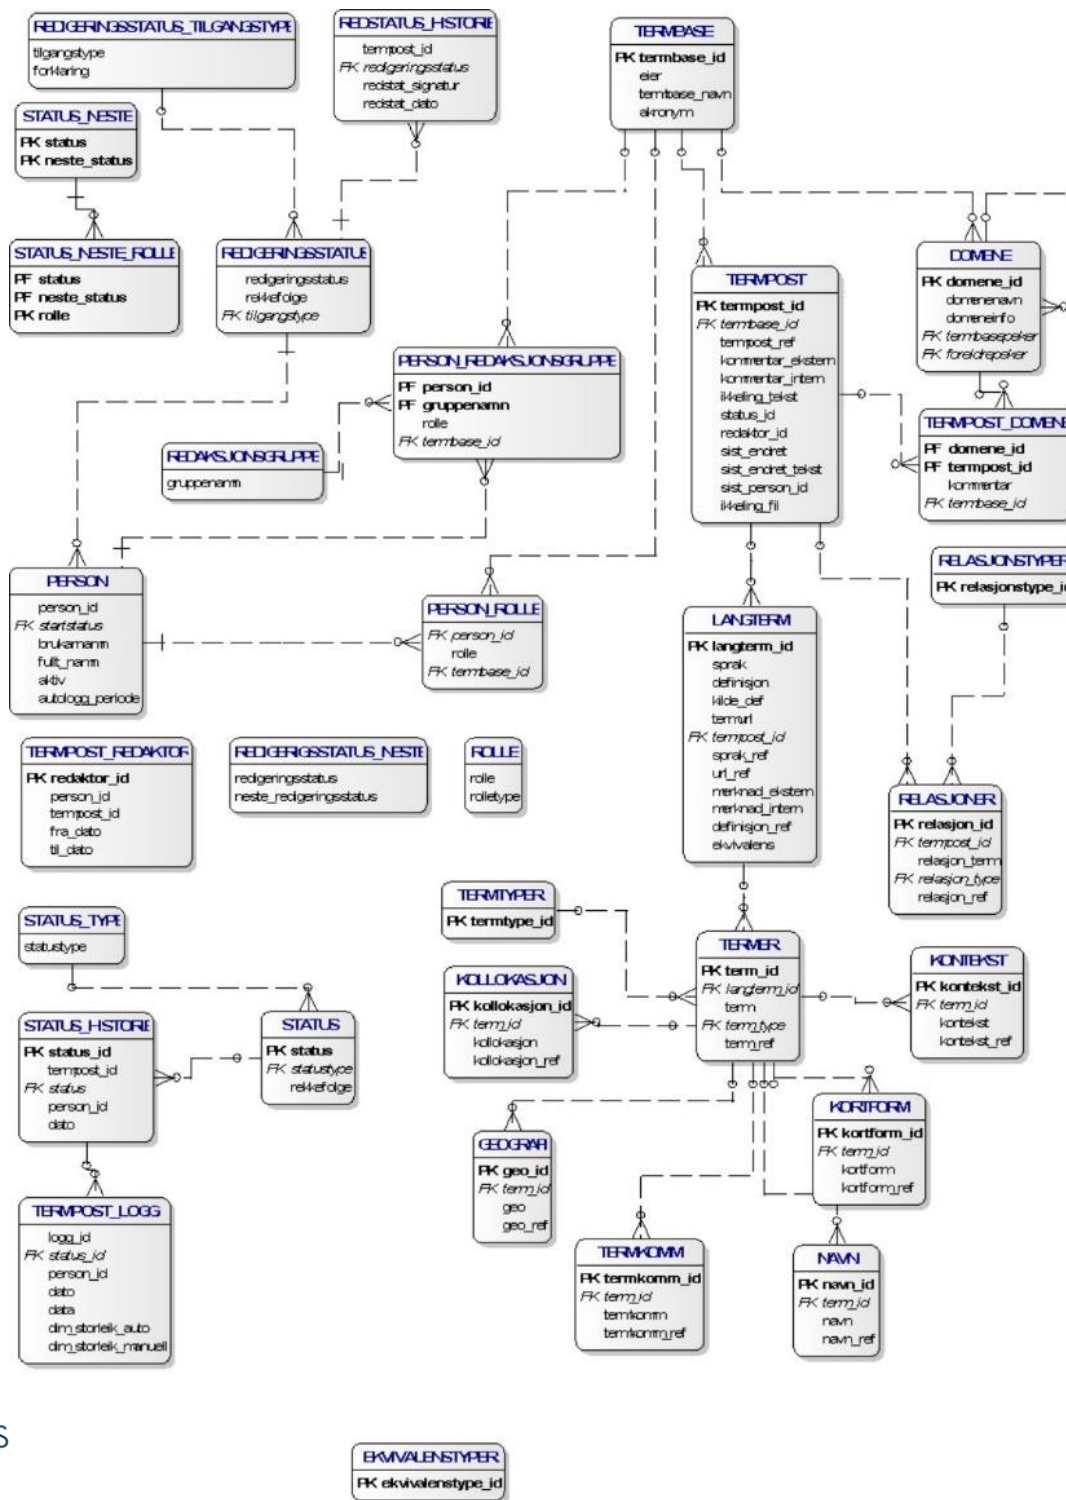 REDIGERINGSSTATUS_TILGANGSTYPE
tilgangstype
forklaring
REDSTATUS_HISTORIE
termpost_id
FK redigeringsstatus
redstat_signatur
redstat_dato
TERMBASE
PK termbase_id
eier
termbase_navn
akronym
STATUS_NESTE
PK status
PK neste_status
STATUS_NESTE_ROLLE
PF status
PF neste_status
PK rolle
REDIGERINGSSTATUS
redigeringsstatus
rekkefolge
FK tilgangstype
TERMPOST
PK termpost_id
FK termbase_id
termpost_ref
kommentar_ekstern
kommentar_intern
ikkeling_tekst
status_id
redaktor_id
sist_endret
sist_endret_tekst
sist_person_id
ikkeling_fil
DOMENE
PK domene_id
domenenavn
domeneinfo
FK termbasepeker
FK foreldrepeker
PERSON_REDAKSJONSGRUPPE
PF person_id
PF gruppenamn
rolle
FK termbase_id
REDAKSJONSGRUPPE
gruppenamn
TERMPOST_DOMENE
PF domene_id
PF termpost_id
kommentar
FK termbase_id
RELASJONSTYPER
PK relasjonstype_id
PERSON
person_id
FK startstatus
brukarnamn
fullt_namn
aktiv
autologg_periode
PERSON_ROLLE
FK person_id
rolle
FK termbase_id
LANGTERM
PK langterm_id
sprak
definisjon
kilde_def
termurl
FK termpost_id
sprak_ref
url_ref
merknad_ekstern
merknad_intern
definisjon_ref
ekvivalens
TERMPOST_REDAKTOR
PK redaktor_id
person_id
termpost_id
fra_dato
til_dato
REDIGERIGSSTATUS_NESTE
redigeringsstatus
neste_redigeringsstatus
ROLLE
rolle
rolletype
RELASJONER
PK relasjon_id
FK termpost_id
relasjon_term
FK relasjon_type
relasjon_ref
STATUS_TYPE
statustype
TERMTYPER
PK termtype_id
TERMER
PK term_id
FK langterm_id
term
FK term_type
term_ref
KOLLOKASJON
PK kollokasjon_id
FK term_id
kollokasjon
kollokasjon_ref
KONTEKST
PK kontekst_id
FK term_id
kontekst
kontekst_ref
STATUS_HISTORIE
PK status_id
termpost_id
FK status
person_id
dato
STATUS
PK status
FK statustype
rekkefolge
KORTFORM
PK kortform_id
FK term_id
kortform
kortform_ref
GEOGRAFI
PK geo_id
FK term_id
geo
geo_ref
TERMPOST_LOGG
logg_id
FK status_id
person_id
dato
data
dim_storleik_auto
dim_storleik_manuell
TERMKOMM
PK termkomm_id
FK term_id
termkomm
termkomm_ref
NAVN
PK navn_id
FK term_id
navn
navn_ref
s
EKVIVALENSTYPER
PK ekvivalenstype_id